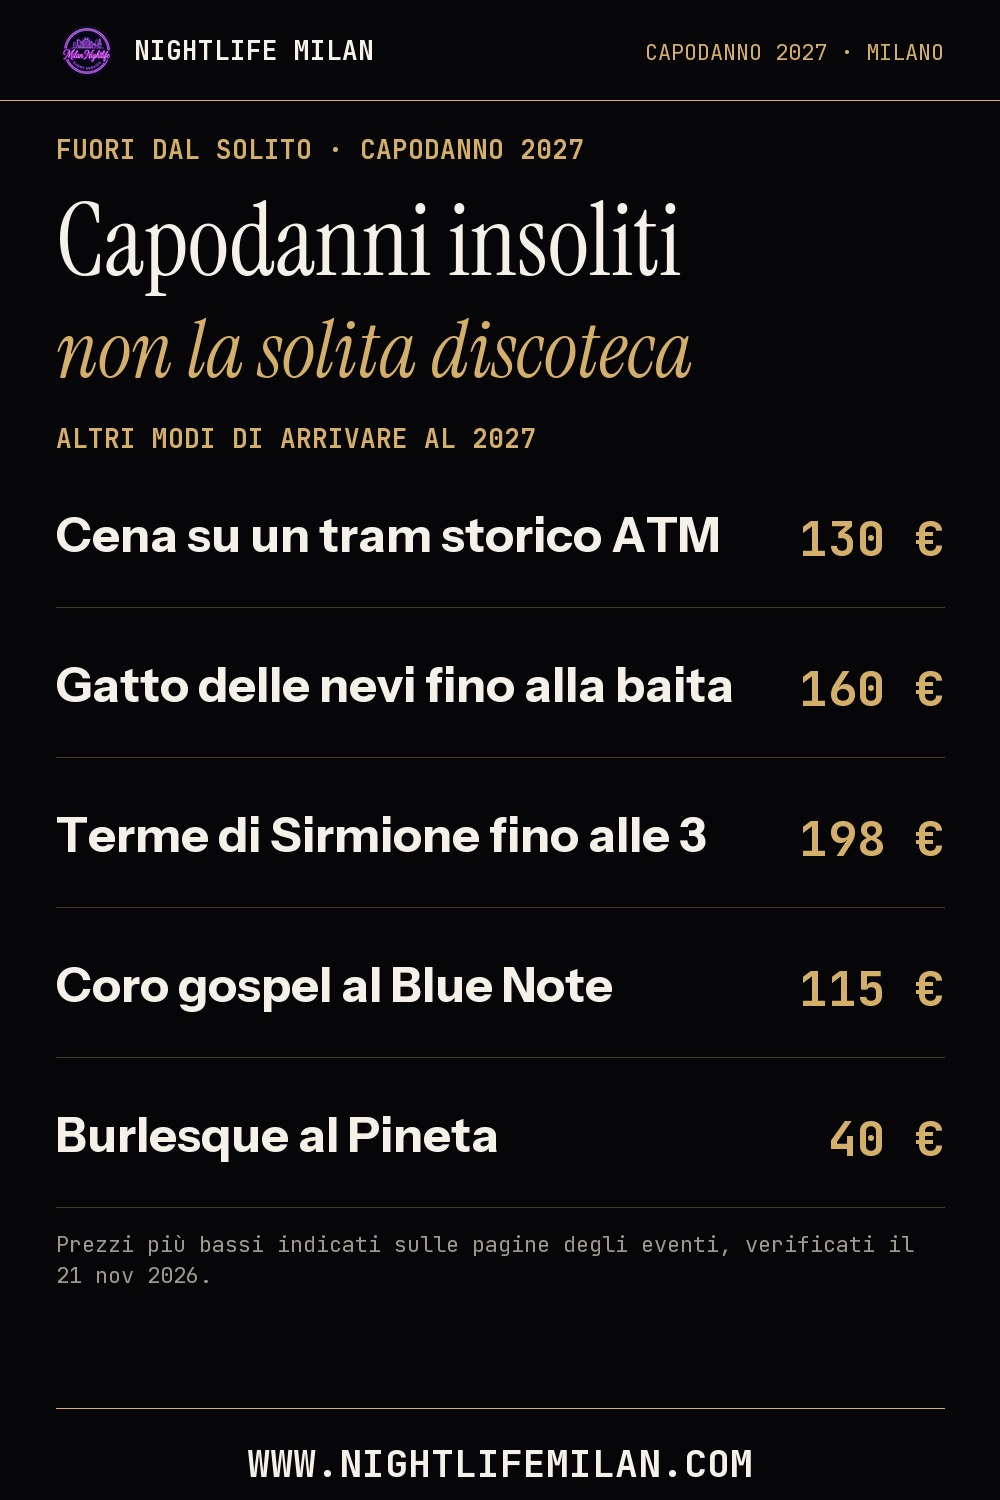 Milan Nightlife
NIGHTLIFE MILAN
CAPODANNO 2027 · MILANO
FUORI DAL SOLITO · CAPODANNO 2027
Capodanni insoliti
non la solita discoteca
ALTRI MODI DI ARRIVARE AL 2027
Cena su un tram storico ATM 130 €
Gatto delle nevi fino alla baita 160 €
Terme di Sirmione fino alle 3 198 €
Coro gospel al Blue Note 115 €
Burlesque al Pineta 40 €
Prezzi più bassi indicati sulle pagine degli eventi, verificati il
21 nov 2026.
WWW.NIGHTLIFEMILAN.COM